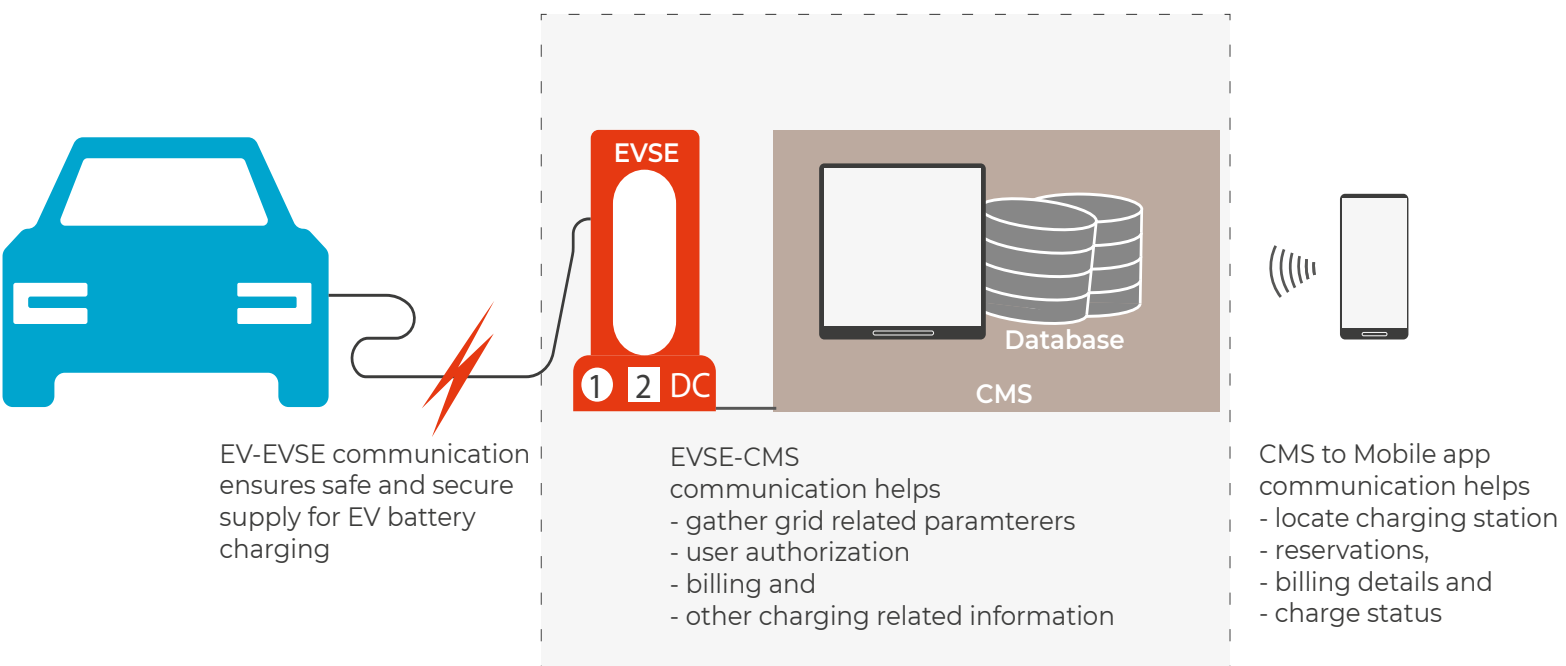 EVSE
1 2 DC
Database
CMS
EV-EVSE communication
ensures safe and secure
supply for EV battery
charging
EVSE-CMS
communication helps
- gather grid related paramterers
- user authorization
- billing and
- other charging related information
CMS to Mobile app
communication helps
- locate charging station
- reservations,
- billing details and
- charge status